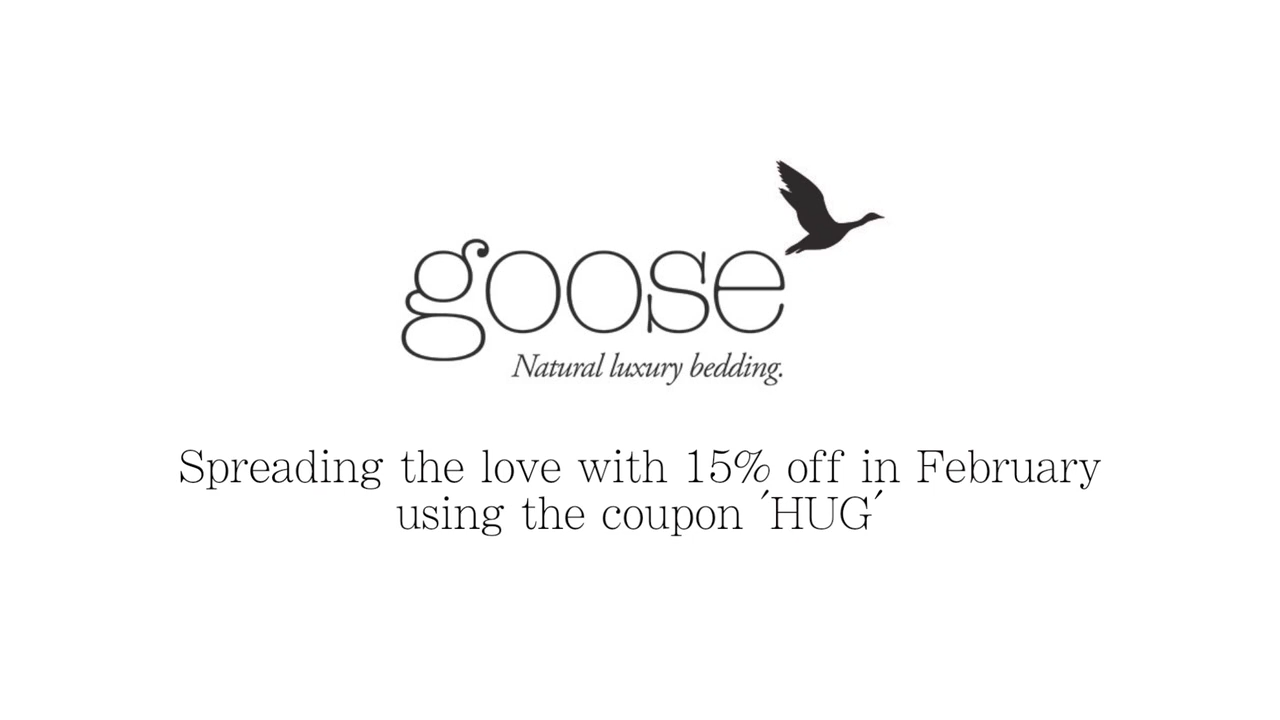 goose
Natural luxury bedding.
Spreading the love with 15% off in February
using the coupon ´HUG´